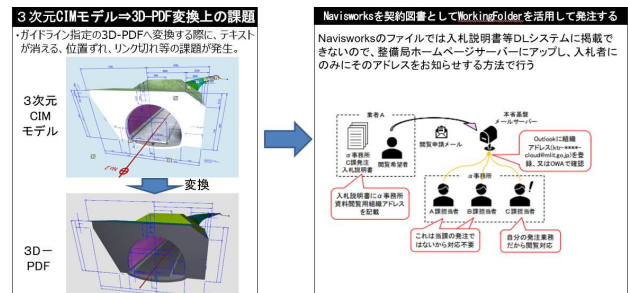 ３次元CIMモデル⇒3D-PDF変換上の課題
・ガイドライン指定の3D-PDFへ変換する際に、テキスト
が消える、位置ずれ、リンク切れ等の課題が発生。
３次元
CIM
モデル
変換
3D－
PDF
Navisworksを契約図書としてWorkingFolderを活用して発注する
Navisworksのファイルでは入札説明書等DLシステムに掲載で
きないので、整備局ホームページサーバーにアップし、入札者に
のみにそのアドレスをお知らせする方法で行う
業者A
α事務所
C課発注
入札説明書
閲覧希望者
入札説明書にα事務所
資料閲覧用組織アドレス
を記載
閲覧申請メール
本省基盤
メールサーバー
Outlookに組織
アドレス(ktr-****-
cloud@mlit.go.jp)を登
録、又はOWAで確認
α事務所
A課担当者
B課担当者
C課担当者
これは当課の発注で
はないから対応不要
自分の発注業務
だから閲覧対応